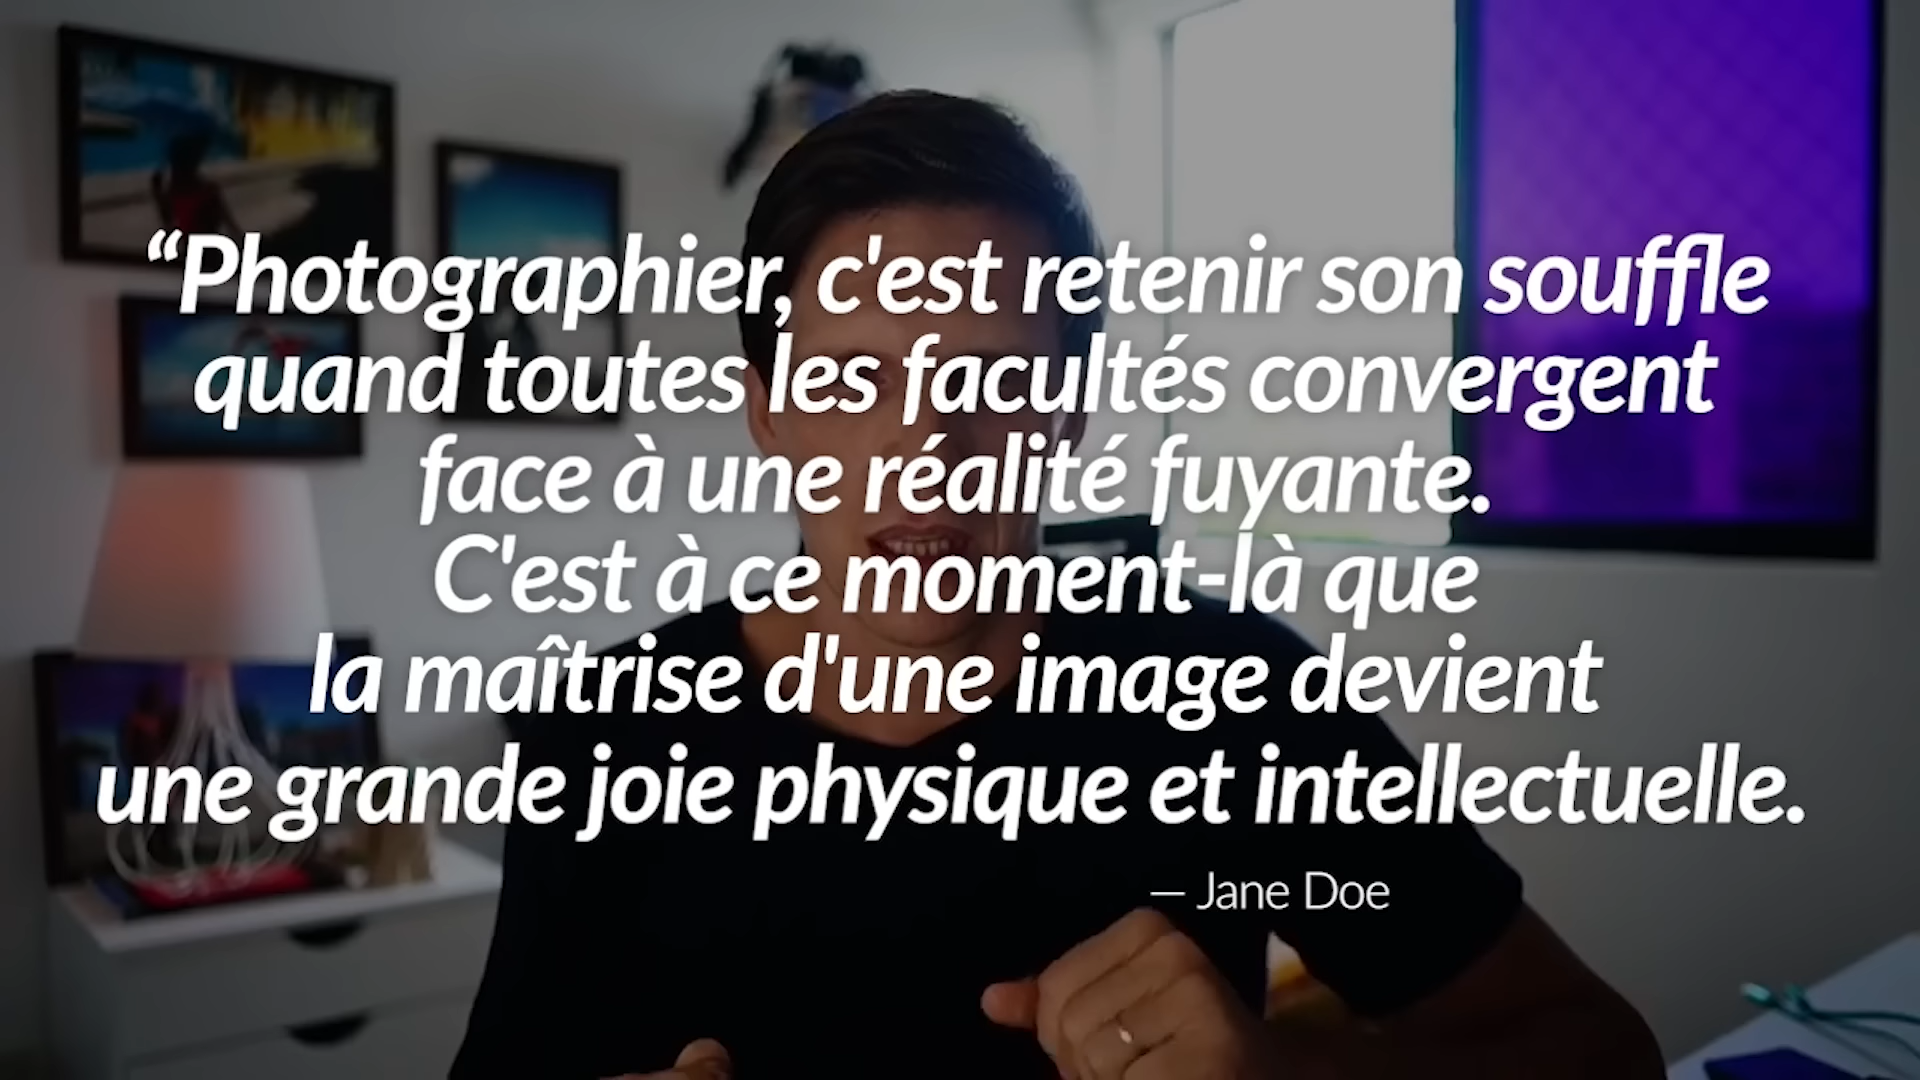 “Photographier, c'est retenir son souffle
quand toutes les facultés convergent
face à une réalité fuyante.
C'est à ce moment-là que
la maîtrise d'une image devient
une grande joie physique et intellectuelle.
— Jane Doe